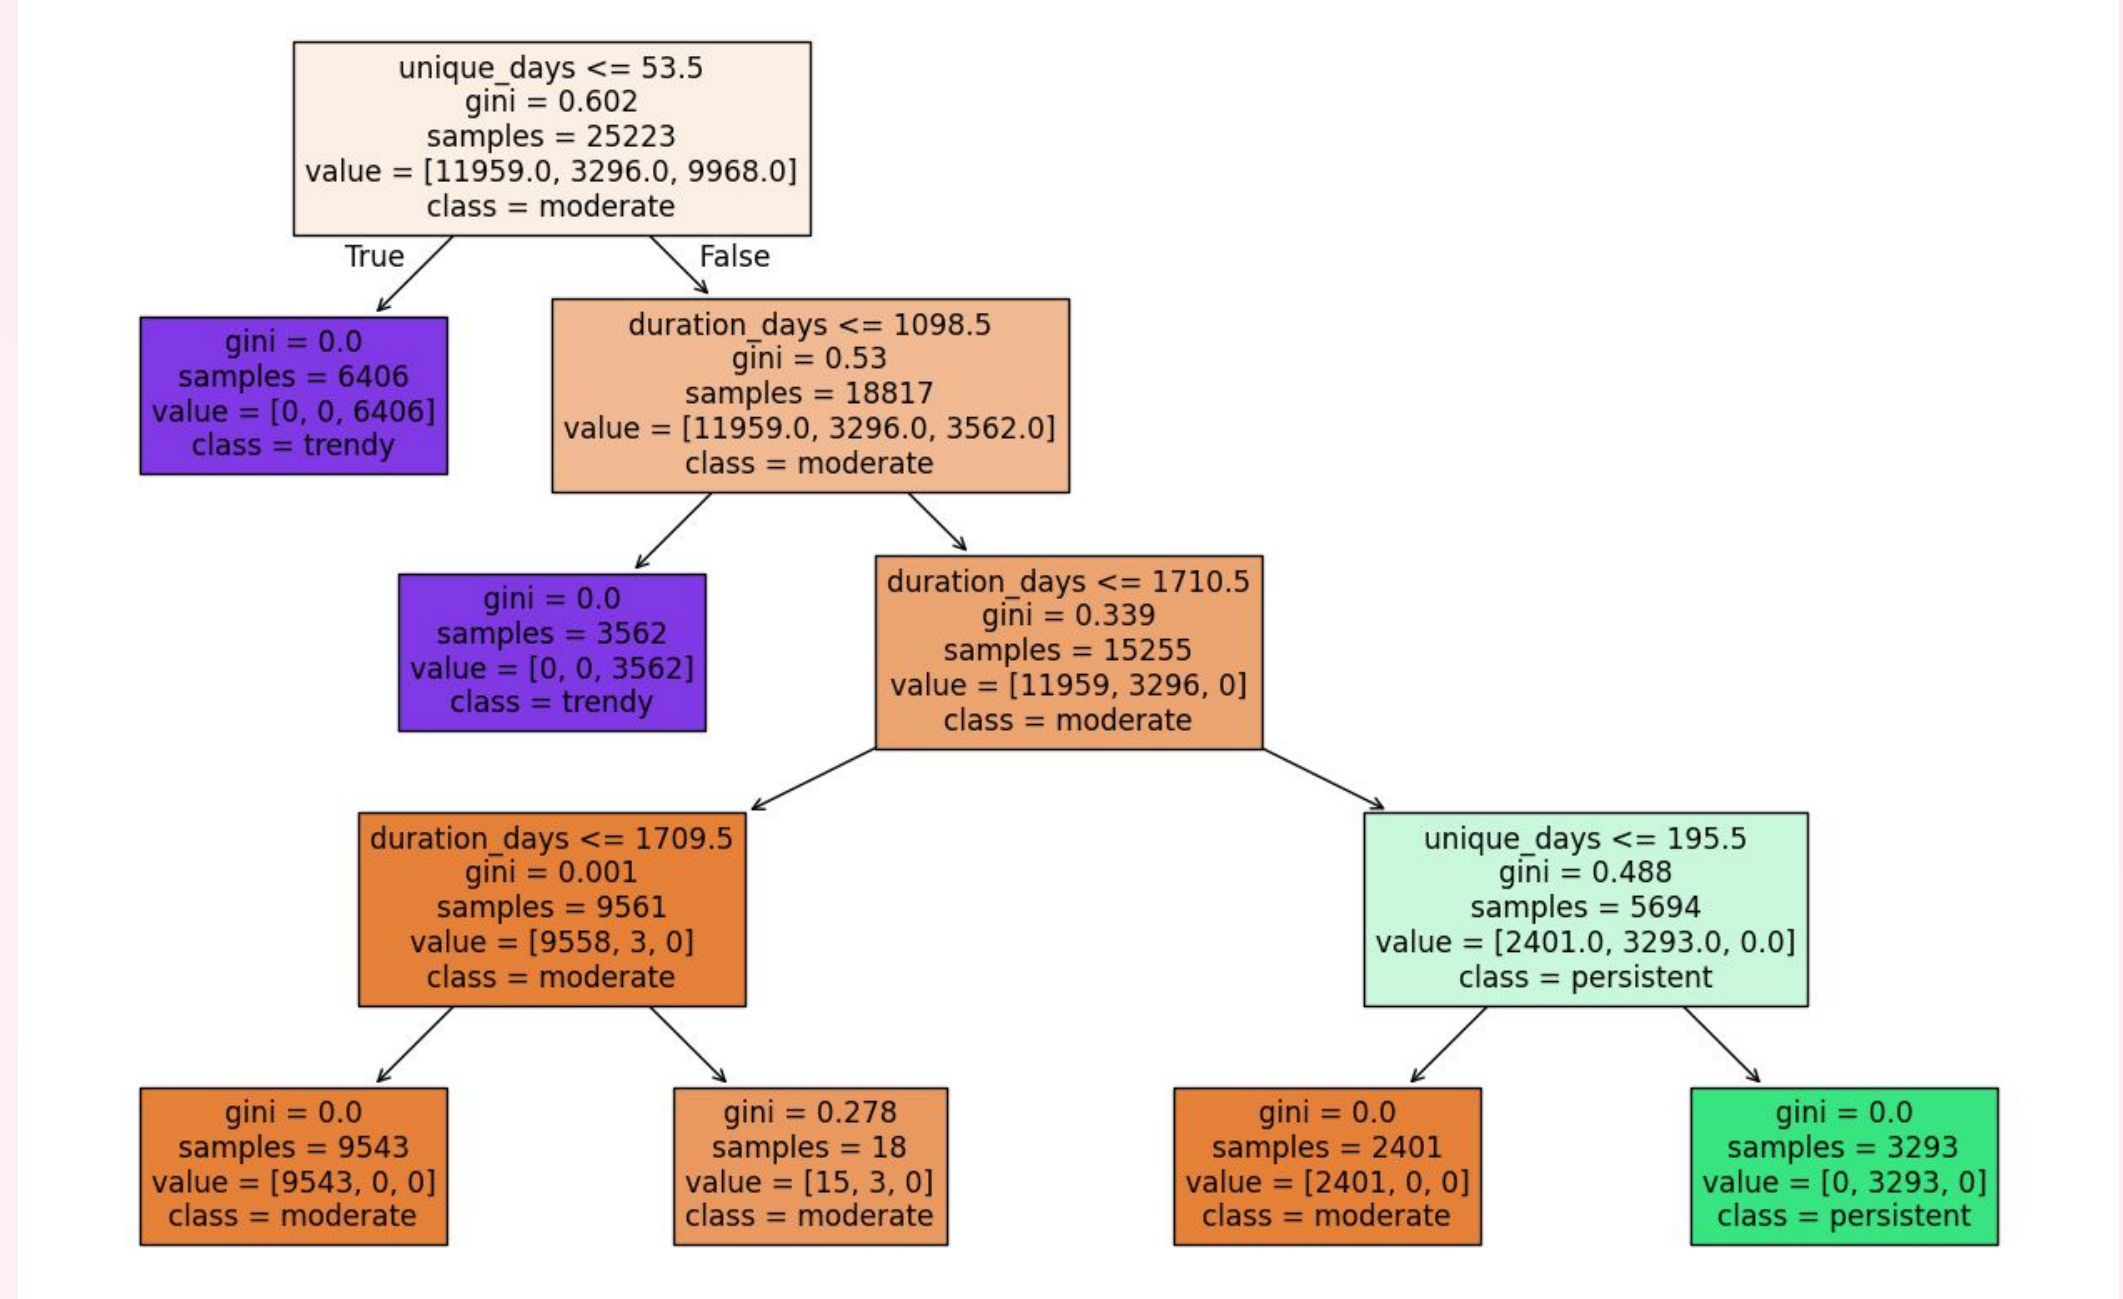 unique_days <= 53.5
gini = 0.602
samples = 25223
value = [11959.0, 3296.0, 9968.0]
class = moderate
True
False
gini = 0.0
samples = 6406
value = [0, 0, 6406]
class = trendy
duration_days <= 1098.5
gini = 0.53
samples = 18817
value = [11959.0, 3296.0, 3562.0]
class = moderate
gini = 0.0
samples = 3562
value = [0, 0, 3562]
class = trendy
duration_days <= 1710.5
gini = 0.339
samples = 15255
value = [11959, 3296, 0]
class = moderate
duration_days <= 1709.5
gini = 0.001
samples = 9561
value = [9558, 3, 0]
class = moderate
unique_days <= 195.5
gini = 0.488
samples = 5694
value = [2401.0, 3293.0, 0.0]
class = persistent
gini = 0.0
samples = 9543
value = [9543, 0, 0]
class = moderate
gini = 0.278
samples = 18
value = [15, 3, 0]
class = moderate
gini = 0.0
samples = 2401
value = [2401, 0, 0]
class = moderate
gini = 0.0
samples = 3293
value = [0, 3293, 0]
class = persistent